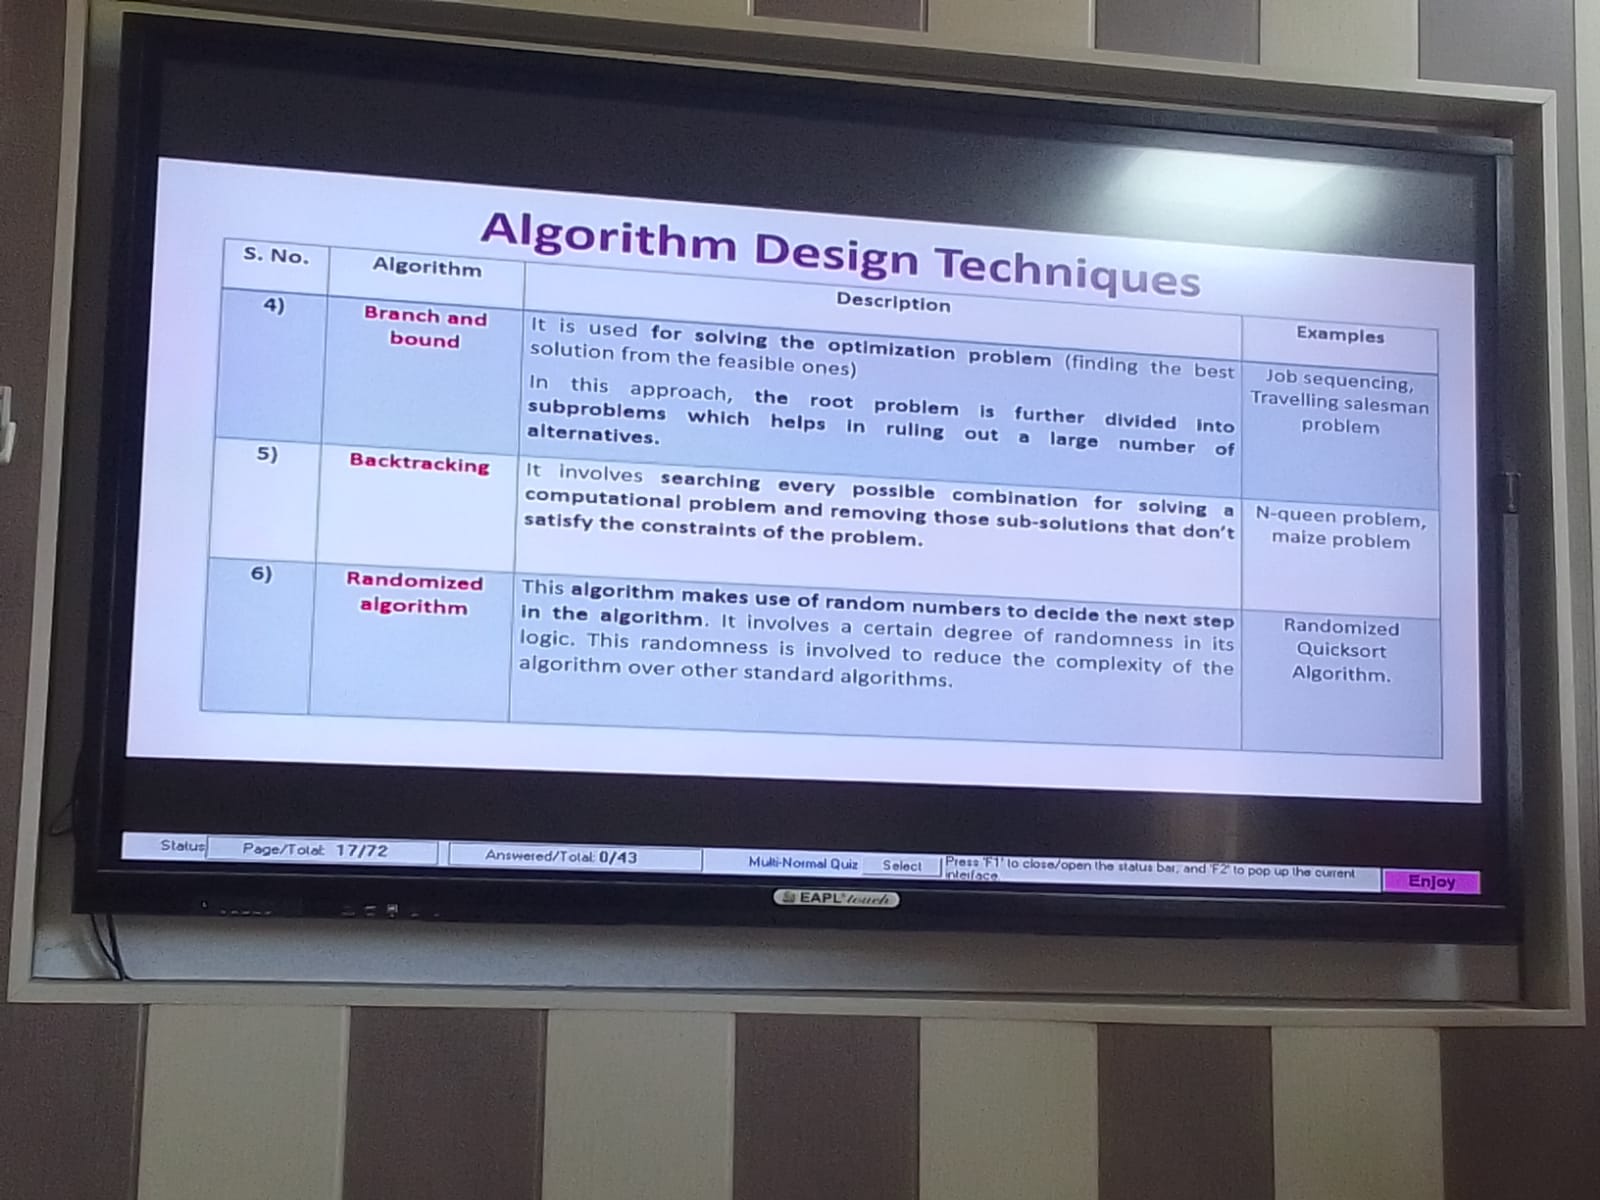 Algorithm Design Techniques
S. No.
Algorithm
Description
Examples
4)
Branch and
bound
It is used for solving the optimization problem (finding the best
solution from the feasible ones)
In this approach, the root problem is further divided into
subproblems which helps in ruling out a large number of
alternatives.
Job sequencing,
Travelling salesman
problem
5)
Backtracking
It involves searching every possible combination for solving a
computational problem and removing those sub-solutions that don't
satisfy the constraints of the problem.
N-queen problem,
maize problem
6)
Randomized
algorithm
This algorithm makes use of random numbers to decide the next step
in the algorithm. It involves a certain degree of randomness in its
logic. This randomness is involved to reduce the complexity of the
algorithm over other standard algorithms.
Randomized
Quicksort
Algorithm.
Status
Page/Total: 17/72
Answered/Total: 0/43
Multi-Normal Quiz
Select
Press 'F1' to close/open the status bar, and 'F2' to pop up the current
interface.
Enjoy
EAPL touch